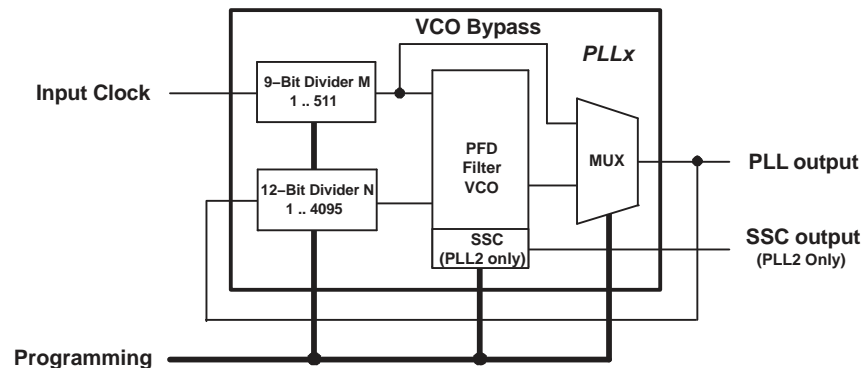 VCO Bypass
PLLx
Input Clock
9–Bit Divider M
1 .. 511
PFD
Filter
VCO
MUX
PLL output
12–Bit Divider N
1 .. 4095
SSC
(PLL2 only)
SSC output
(PLL2 Only)
Programming